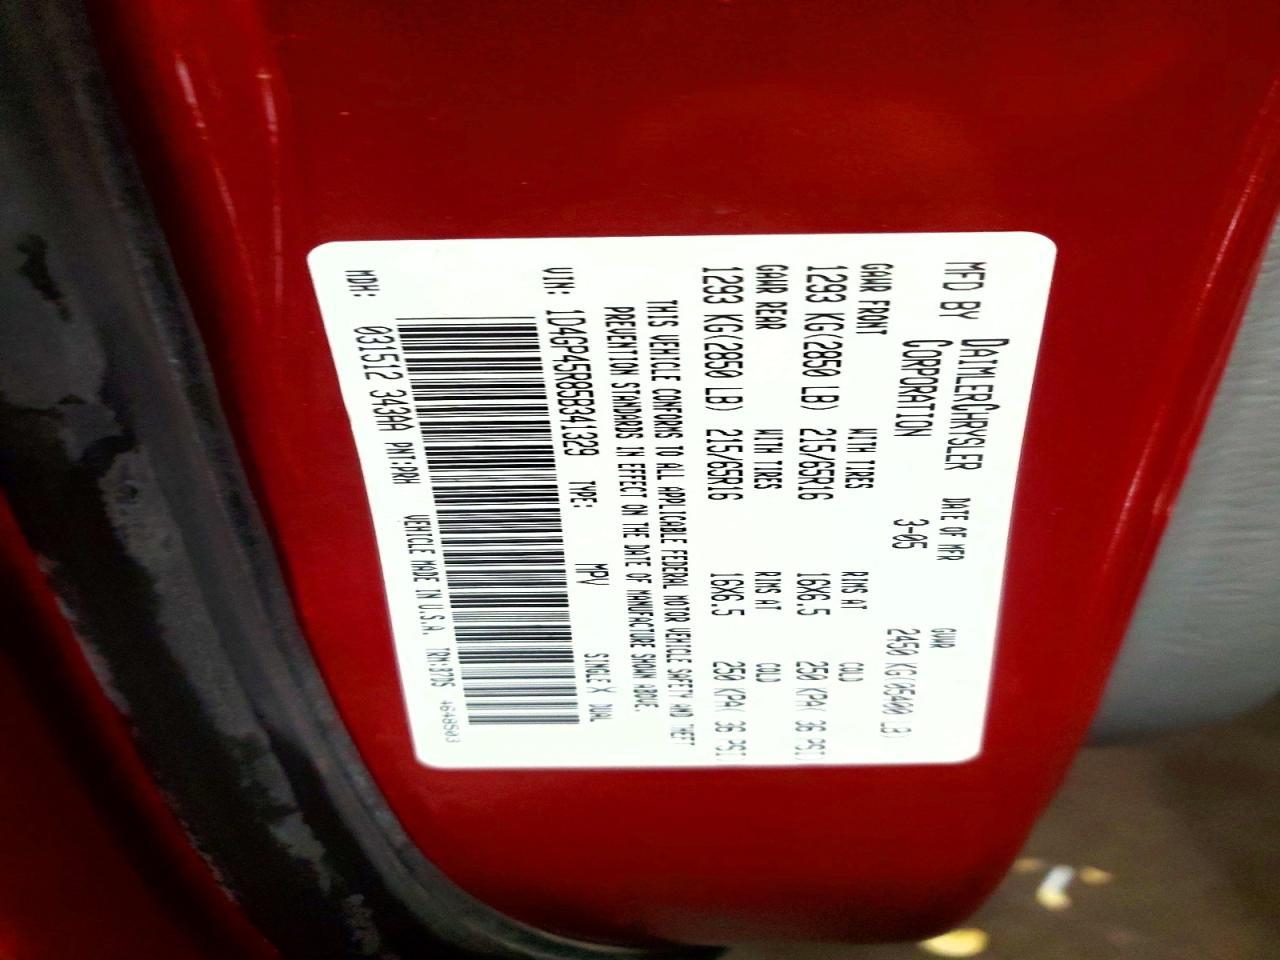 MFD BY DAIMLERCHRYSLER DATE OF MFR GVWR
CORPORATION 3-05 2450 KG(05400 LB)
GAWR FRONT WITH TIRES RIMS AT COLD
1293 KG(2850 LB) 215/65R16 16X6.5 250 KPA( 36 PSI)
GAWR REAR WITH TIRES RIMS AT COLD
1293 KG(2850 LB) 215/65R16 16X6.5 250 KPA( 36 PSI)
THIS VEHICLE CONFORMS TO ALL APPLICABLE FEDERAL MOTOR VEHICLE SAFETY AND THEFT
PREVENTION STANDARDS IN EFFECT ON THE DATE OF MANUFACTURE SHOWN ABOVE.
VIN: 1D4GP45R85B341329 TYPE: MPV SINGLE X DUAL
MDH: 031512 343AA PNT:PRH VEHICLE MADE IN U.S.A. 4648503